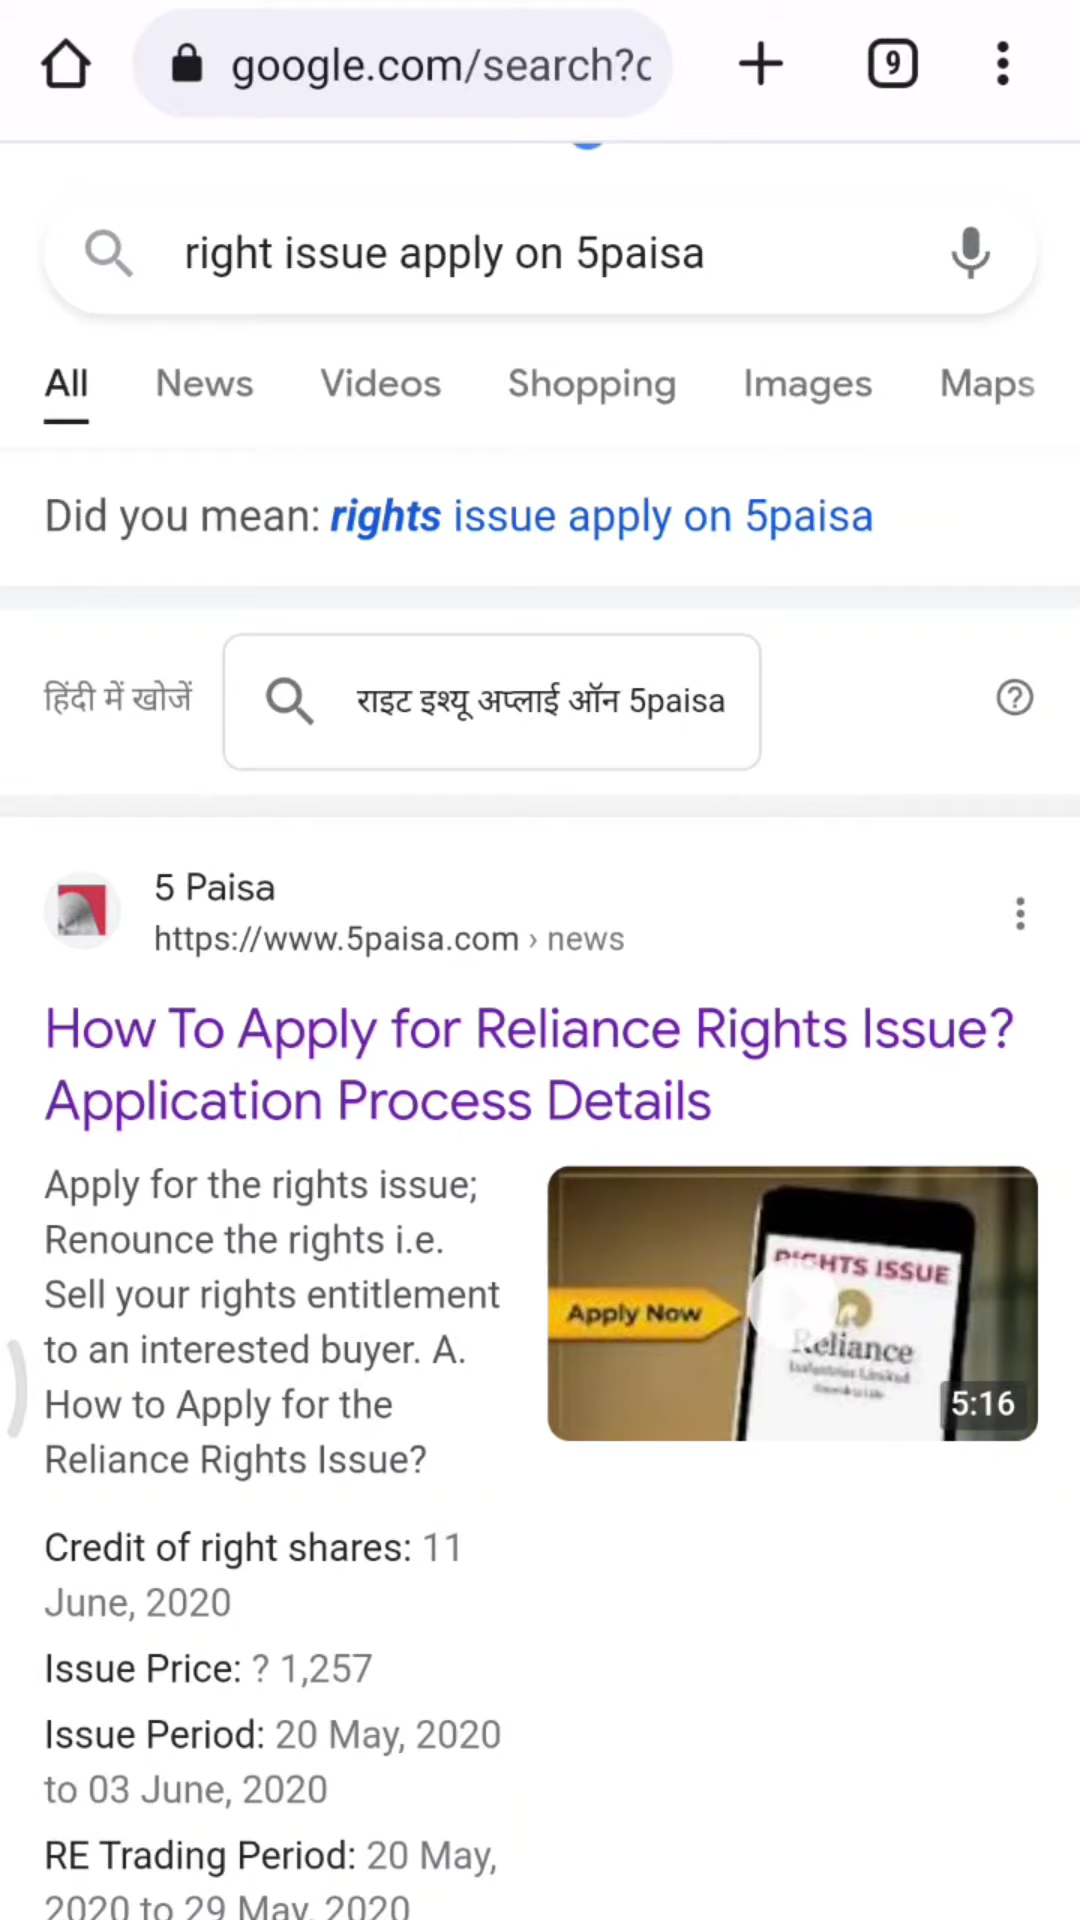 google.com/search?c
9
right issue apply on 5paisa
All News Videos Shopping Images Maps
Did you mean: rights issue apply on 5paisa
हिंदी में खोजें
राइट इश्यू अप्लाई ऑन 5paisa
5 Paisa
https://www.5paisa.com › news
How To Apply for Reliance Rights Issue?
Application Process Details
Apply for the rights issue;
Renounce the rights i.e.
Sell your rights entitlement
to an interested buyer. A.
How to Apply for the
Reliance Rights Issue?
RIGHTS ISSUE
Apply Now
Reliance
Industries Limited
5:16
Credit of right shares: 11
June, 2020
Issue Price: ? 1,257
Issue Period: 20 May, 2020
to 03 June, 2020
RE Trading Period: 20 May,
2020 to 29 May, 2020